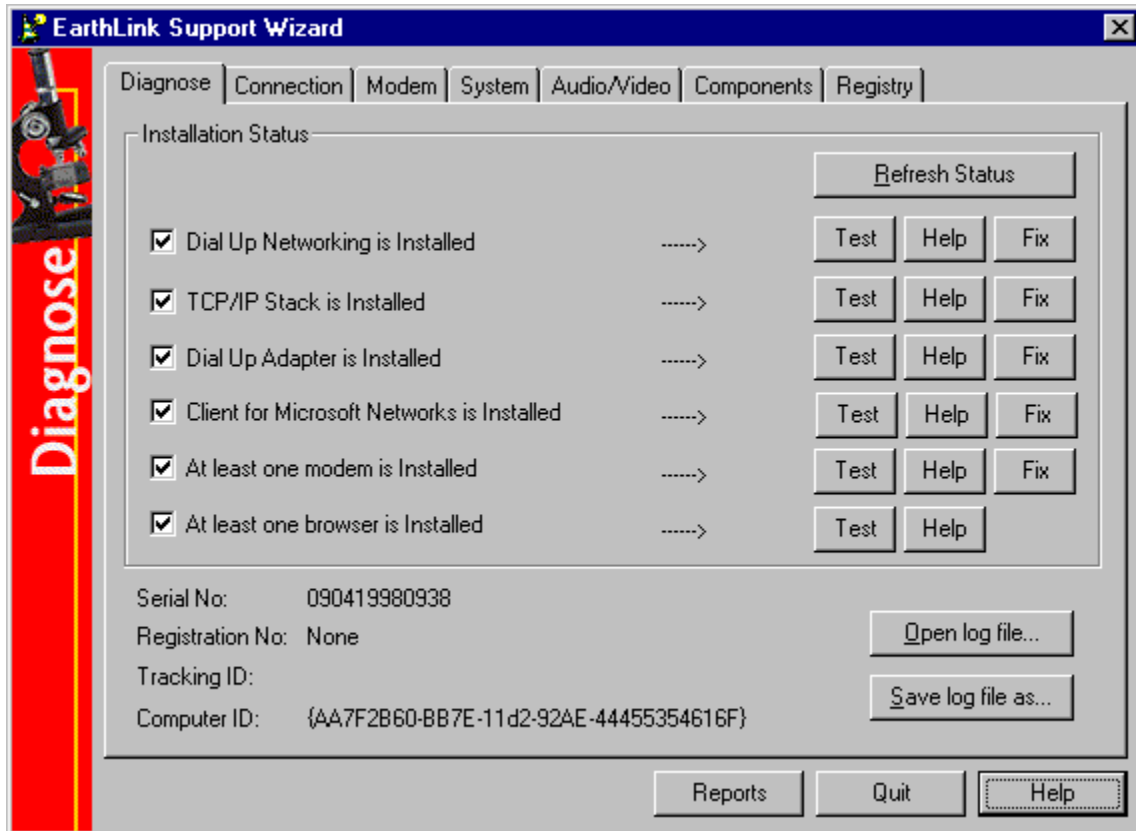 EarthLink Support Wizard
Diagnose Connection Modem System Audio/Video Components Registry
Diagnose
Installation Status
Refresh Status
Dial Up Networking is Installed -----> Test Help Fix
TCP/IP Stack is Installed -----> Test Help Fix
Dial Up Adapter is Installed -----> Test Help Fix
Client for Microsoft Networks is Installed -----> Test Help Fix
At least one modem is Installed -----> Test Help Fix
At least one browser is Installed -----> Test Help
Serial No: 090419980938
Registration No: None
Open log file...
Tracking ID:
Save log file as...
Computer ID: {AA7F2B60-BB7E-11d2-92AE-44455354616F}
Reports Quit Help